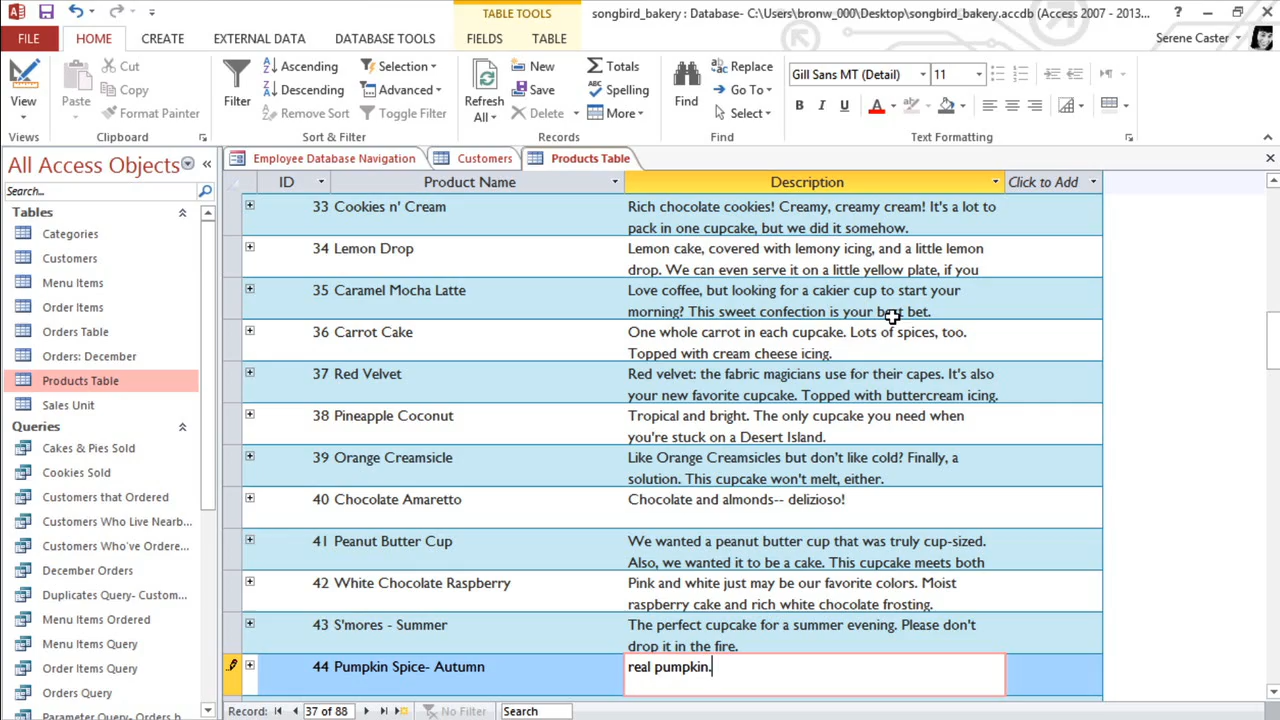 TABLE TOOLS
songbird_bakery : Database- C:\Users\bronw_000\Desktop\songbird_bakery.accdb (Access 2007 - 2013...
FILE HOME CREATE EXTERNAL DATA DATABASE TOOLS FIELDS TABLE
Serene Caster
View
Views
Paste
Cut
Copy
Format Painter
Clipboard
Filter
Ascending
Descending
Remove Sort
Selection
Advanced
Toggle Filter
Sort & Filter
Refresh
All
New
Save
Delete
Totals
Spelling
More
Records
Find
Replace
Go To
Select
Find
Gill Sans MT (Detail) 11
B I U A
Text Formatting
All Access Objects
Search...
Tables
Categories
Customers
Menu Items
Order Items
Orders Table
Orders: December
Products Table
Sales Unit
Queries
Cakes & Pies Sold
Cookies Sold
Customers that Ordered
Customers Who Live Nearb...
Customers Who've Ordere...
December Orders
Duplicates Query- Custom...
Menu Items Ordered
Menu Items Query
Order Items Query
Orders Query
Parameter Query- Orders b
Employee Database Navigation Customers Products Table
ID Product Name Description Click to Add
33 Cookies n' Cream Rich chocolate cookies! Creamy, creamy cream! It's a lot to
pack in one cupcake, but we did it somehow.
34 Lemon Drop Lemon cake, covered with lemony icing, and a little lemon
drop. We can even serve it on a little yellow plate, if you
35 Caramel Mocha Latte Love coffee, but looking for a cakier cup to start your
morning? This sweet confection is your best bet.
36 Carrot Cake One whole carrot in each cupcake. Lots of spices, too.
Topped with cream cheese icing.
37 Red Velvet Red velvet: the fabric magicians use for their capes. It's also
your new favorite cupcake. Topped with buttercream icing.
38 Pineapple Coconut Tropical and bright. The only cupcake you need when
you're stuck on a Desert Island.
39 Orange Creamsicle Like Orange Creamsicles but don't like cold? Finally, a
solution. This cupcake won't melt, either.
40 Chocolate Amaretto Chocolate and almonds-- delizioso!
41 Peanut Butter Cup We wanted a peanut butter cup that was truly cup-sized.
Also, we wanted it to be a cake. This cupcake meets both
42 White Chocolate Raspberry Pink and white just may be our favorite colors. Moist
raspberry cake and rich white chocolate frosting.
43 S'mores - Summer The perfect cupcake for a summer evening. Please don't
drop it in the fire.
44 Pumpkin Spice- Autumn real pumpkin.
Record: 37 of 88 No Filter Search